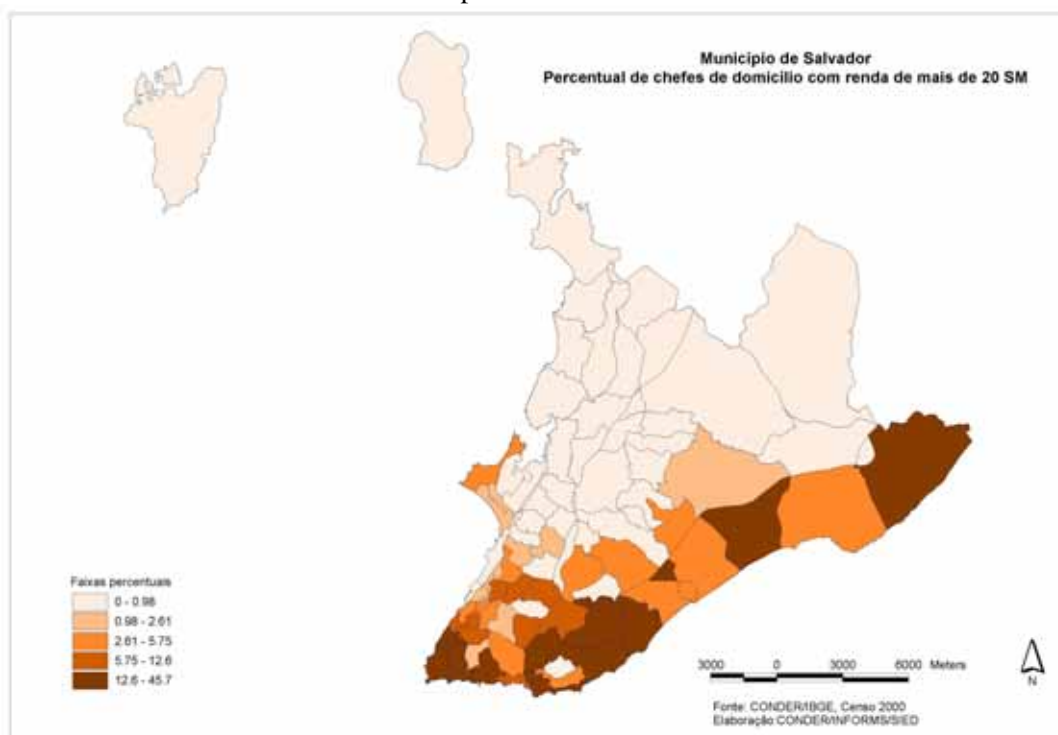 Município de Salvador
Percentual de chefes de domicílio com renda de mais de 20 SM
Faixas percentuais
0 - 0.98
0.98 - 2.61
2.61 - 5.75
5.75 - 12.6
12.6 - 45.7
3000 0 3000 6000 Meters
N
Fonte: CONDER/IBGE, Censo 2000
Elaboração CONDER/INFORMS/SIED